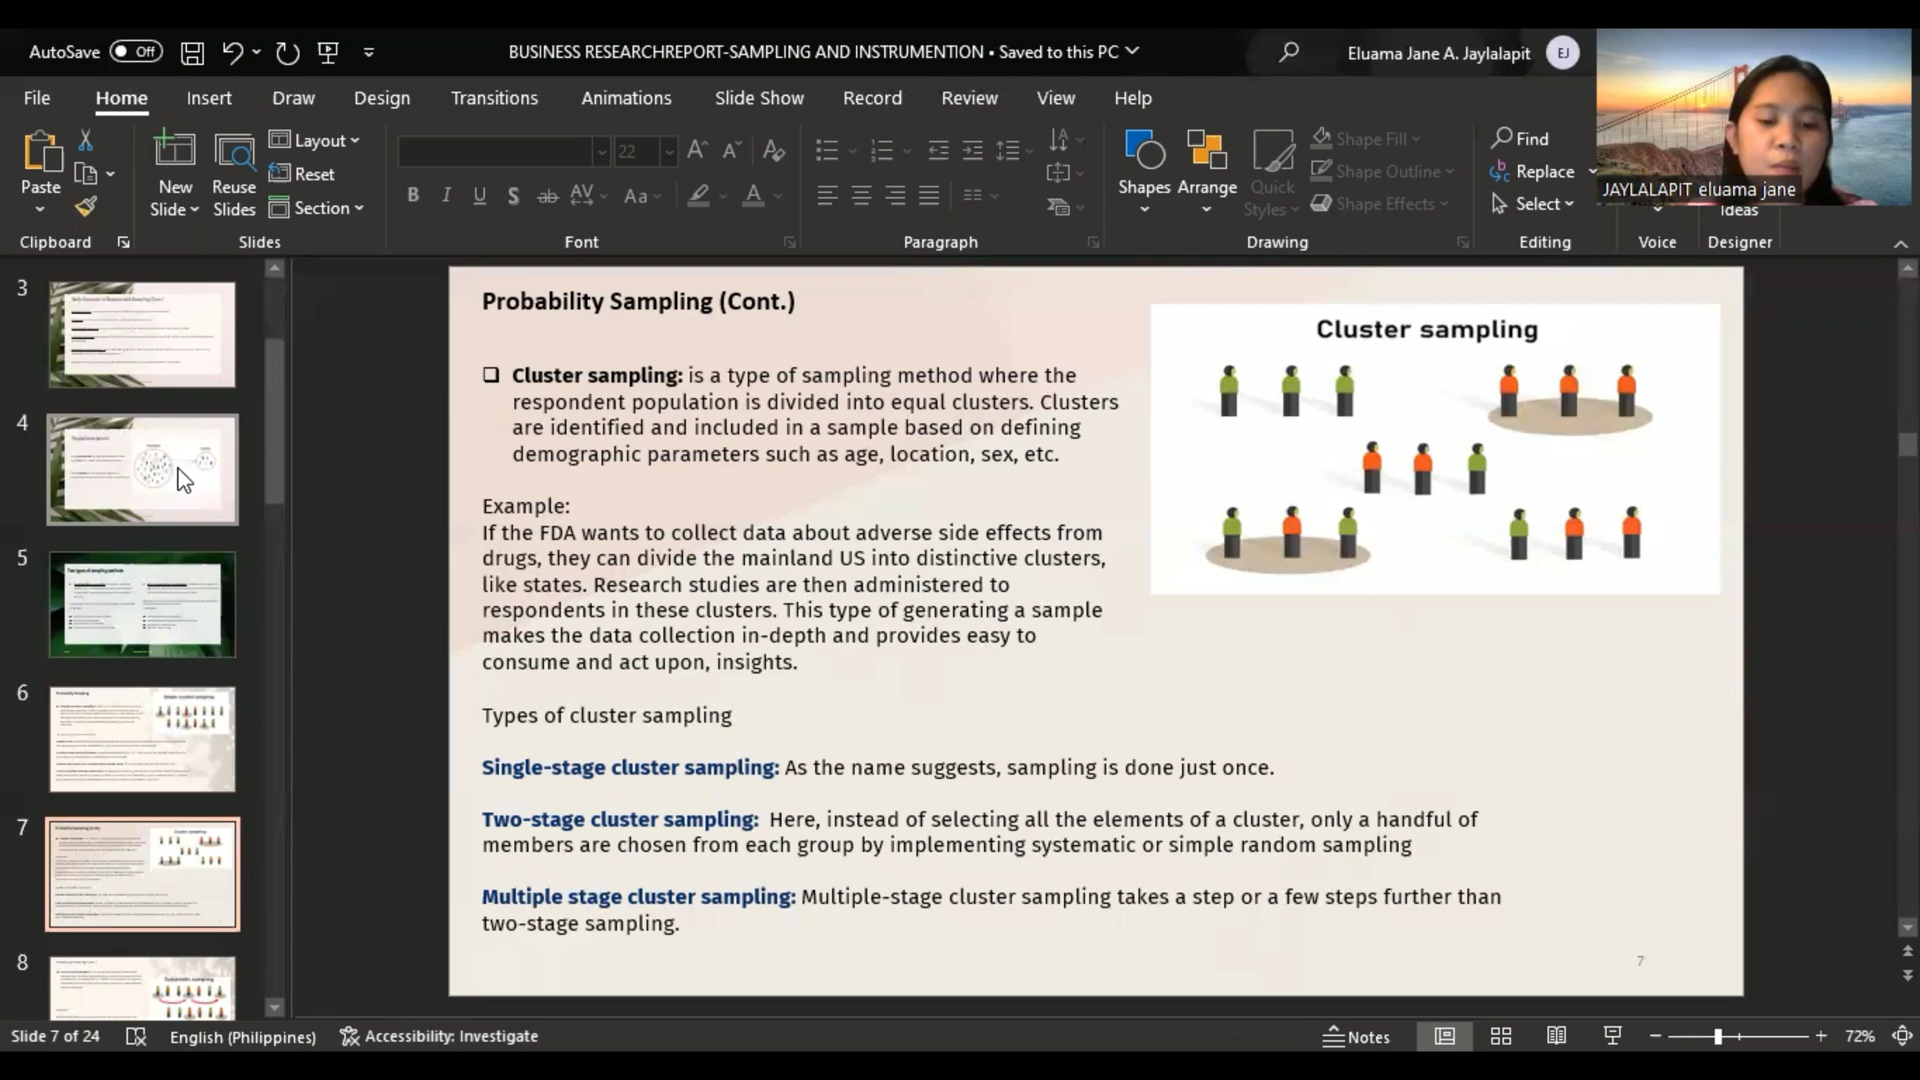 AutoSave Off
BUSINESS RESEARCHREPORT-SAMPLING AND INSTRUMENTION • Saved to this PC
Eluama Jane A. Jaylalapit EJ
File Home Insert Draw Design Transitions Animations Slide Show Record Review View Help
Paste
Clipboard
New Slide
Reuse Slides
Layout
Reset
Section
Slides
22
Font
Paragraph
Shapes
Arrange
Quick Styles
Shape Fill
Shape Outline
Shape Effects
Drawing
Find
Replace
Select
Editing
Voice
Ideas
Designer
JAYLALAPIT eluama jane
3
4
5
6
7
8
Probability Sampling (Cont.)
Cluster sampling: is a type of sampling method where the
respondent population is divided into equal clusters. Clusters
are identified and included in a sample based on defining
demographic parameters such as age, location, sex, etc.
Example:
If the FDA wants to collect data about adverse side effects from
drugs, they can divide the mainland US into distinctive clusters,
like states. Research studies are then administered to
respondents in these clusters. This type of generating a sample
makes the data collection in-depth and provides easy to
consume and act upon, insights.
Types of cluster sampling
Single-stage cluster sampling: As the name suggests, sampling is done just once.
Two-stage cluster sampling: Here, instead of selecting all the elements of a cluster, only a handful of
members are chosen from each group by implementing systematic or simple random sampling
Multiple stage cluster sampling: Multiple-stage cluster sampling takes a step or a few steps further than
two-stage sampling.
Cluster sampling
7
Slide 7 of 24
English (Philippines)
Accessibility: Investigate
Notes
72%